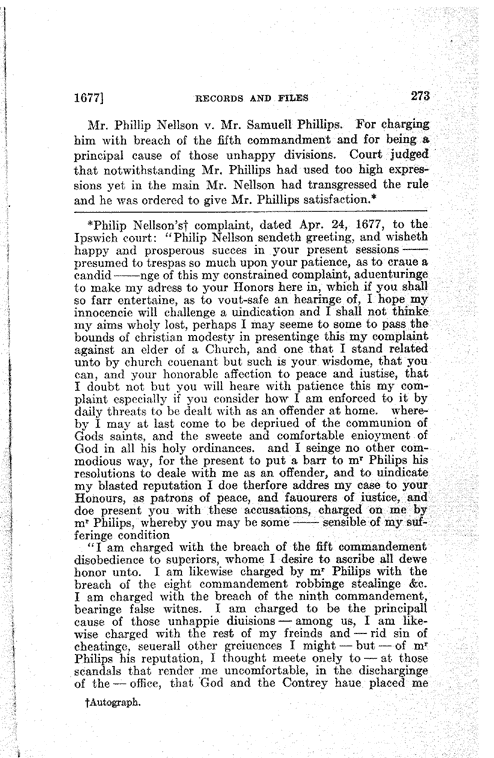 1677] RECORDS AND FILES 273
Mr. Phillip Nellson v. Mr. Samuell Phillips. For charging
him with breach of the fifth commandment and for being a
principal cause of those unhappy divisions. Court judged
that notwithstanding Mr. Phillips had used too high expres-
sions yet in the main Mr. Nellson had transgressed the rule
and he was ordered to give Mr. Phillips satisfaction.*
*Philip Nellson's† complaint, dated Apr. 24, 1677, to the
Ipswich court: "Philip Nellson sendeth greeting, and wisheth
happy and prosperous succes in your present sessions ——
presumed to trespas so much upon your patience, as to craue a
candid ——nge of this my constrained complaint, aduenturinge
to make my adress to your Honors here in, which if you shall
so farr entertaine, as to vout-safe an hearinge of, I hope my
innocencie will challenge a uindication and I shall not thinke
my aims wholy lost, perhaps I may seeme to some to pass the
bounds of christian modesty in presentinge this my complaint
against an elder of a Church, and one that I stand related
unto by church couenant but such is your wisdome, that you
can, and your honorable affection to peace and iustise, that
I doubt not but you will heare with patience this my com-
plaint especially if you consider how I am enforced to it by
daily threats to be dealt with as an offender at home. where-
by I may at last come to be depriued of the communion of
Gods saints, and the sweete and comfortable enioyment of
God in all his holy ordinances. and I seinge no other com-
modious way, for the present to put a barr to mʳ Philips his
resolutions to deale with me as an offender, and to uindicate
my blasted reputation I doe therfore addres my case to your
Honours, as patrons of peace, and fauourers of iustice, and
doe present you with these accusations, charged on me by
mʳ Philips, whereby you may be some —— sensible of my suf-
feringe condition
"I am charged with the breach of the fift commandement
disobedience to superiors, whome I desire to ascribe all dewe
honor unto. I am likewise charged by mʳ Philips with the
breach of the eight commandement robbinge stealinge &c.
I am charged with the breach of the ninth commandement,
bearinge false witnes. I am charged to be the principall
cause of those unhappie diuisions — among us, I am like-
wise charged with the rest of my freinds and — rid sin of
cheatinge, seuerall other greiuences I might — but — of mʳ
Philips his reputation, I thought meete onely to — at those
scandals that render me uncomfortable, in the discharginge
of the — office, that God and the Contrey haue placed me
†Autograph.